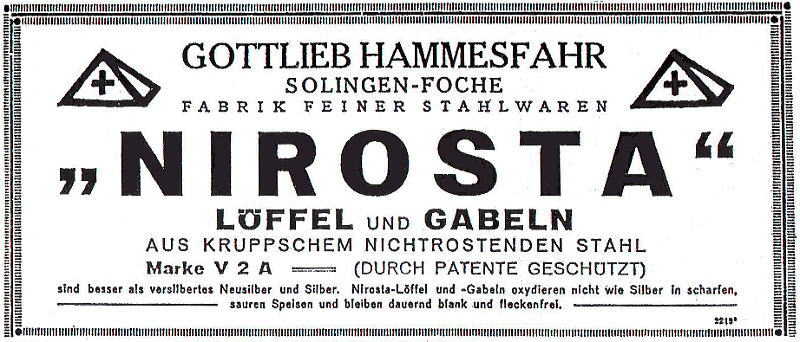 GOTTLIEB HAMMESFAHR
SOLINGEN-FOCHE
FABRIK FEINER STAHLWAREN
„NIROSTA“
LÖFFEL UND GABELN
AUS KRUPPSCHEM NICHTROSTENDEN STAHL
Marke V 2 A (DURCH PATENTE GESCHÜTZT)
sind besser als versilbertes Neusilber und Silber. Nirosta-Löffel und -Gabeln oxydieren nicht wie Silber in scharfen,
sauren Speisen und bleiben dauernd blank und fleckenfrei.